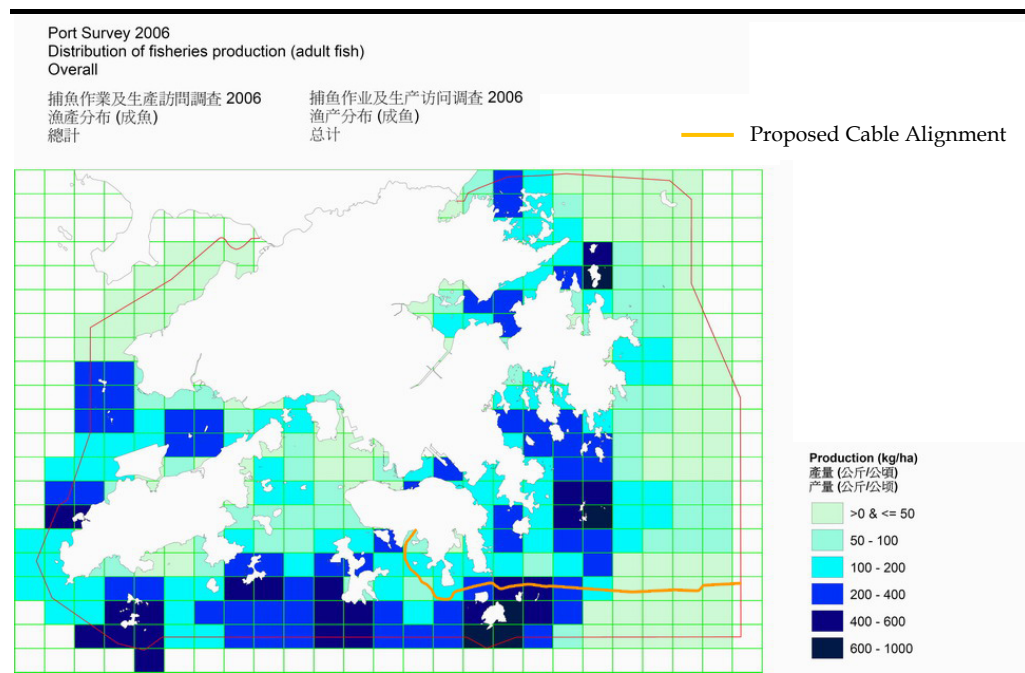 Port Survey 2006
Distribution of fisheries production (adult fish)
Overall
捕魚作業及生產訪問調查 2006
漁產分布 (成魚)
總計
捕鱼作业及生产访问调查 2006
渔产分布 (成鱼)
总计
Proposed Cable Alignment
Production (kg/ha)
產量 (公斤/公頃)
产量 (公斤/公顷)
>0 & <= 50
50 - 100
100 - 200
200 - 400
400 - 600
600 - 1000